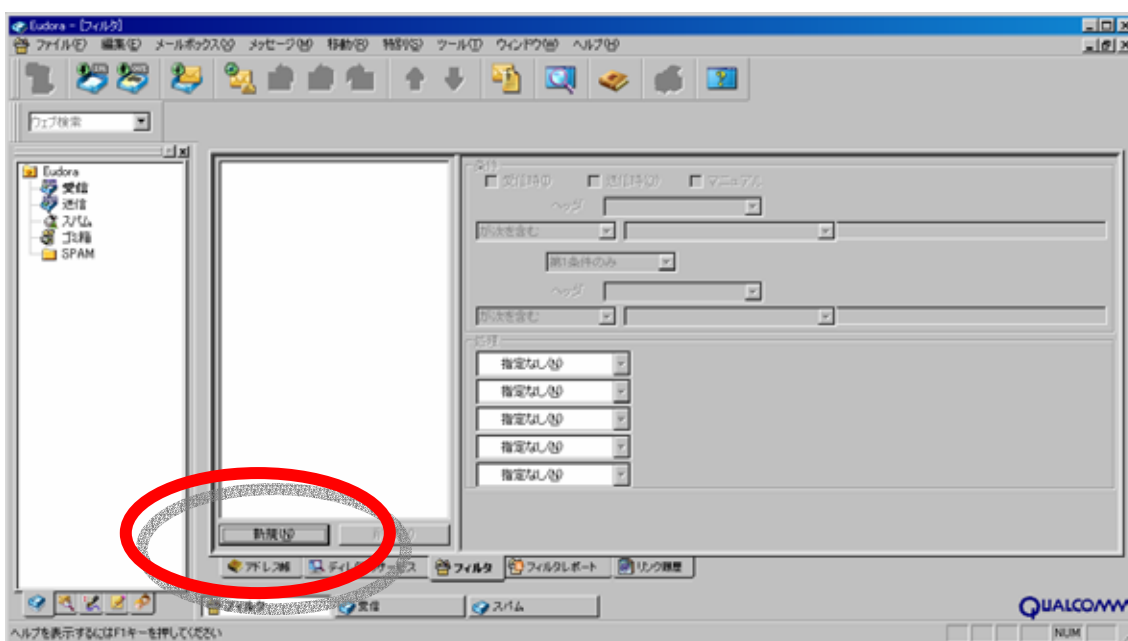 Eudora - [フィルタ]
ファイル(F) 編集(E) メールボックス(X) メッセージ(M) 移動(R) 特別(S) ツール(T) ウィンドウ(W) ヘルプ(H)
ウェブ検索
Eudora
受信
送信
スパム
ゴミ箱
SPAM
条件
受信時(I) 送信時(O) マニュアル
ヘッダ
が次を含む
第1条件のみ
ヘッダ
が次を含む
処理
指定なし(N)
指定なし(N)
指定なし(N)
指定なし(N)
指定なし(N)
新規(N)
アドレス帳 フィルタ フィルタレポート リンク履歴
受信 スパム
QUALCOMM
ヘルプを表示するにはF1キーを押してください
NUM